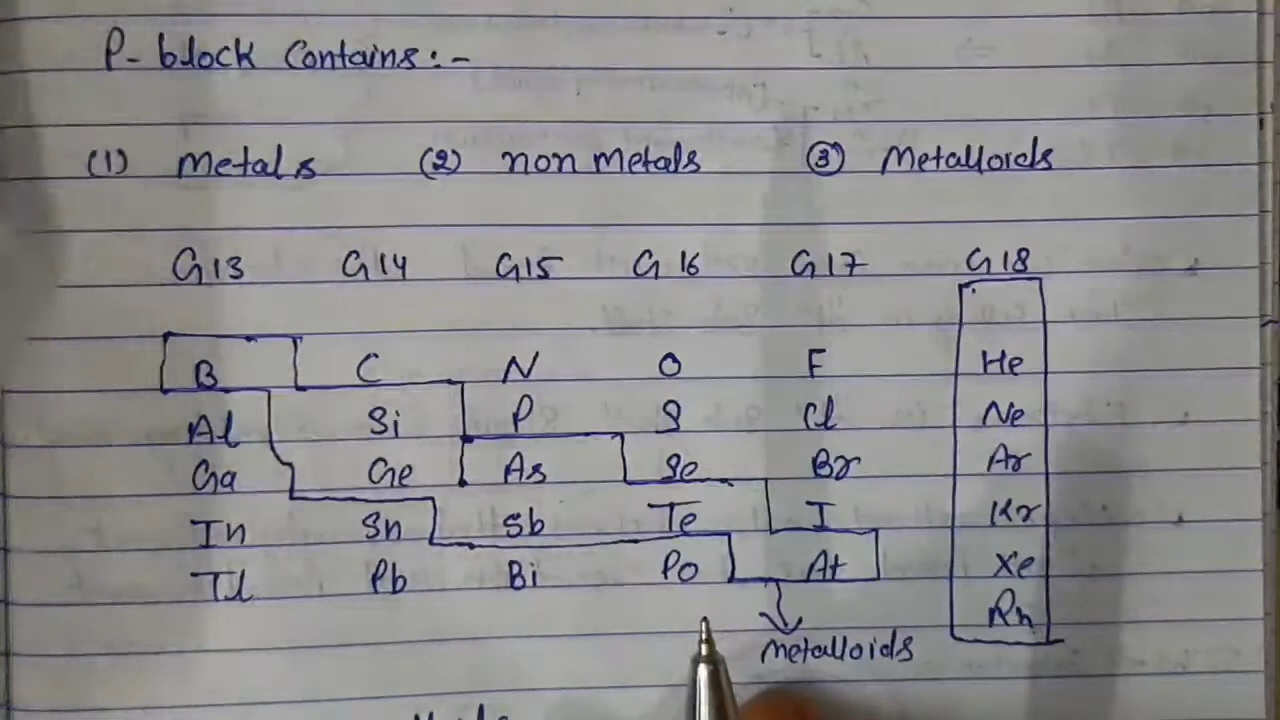 P- block Contains:-
(1) Metals (2) non Metals (3) Metalloids
G13 G14 G15 G16 G17 G18
B C N O F He
Al Si P S Cl Ne
Ga Ge As Se Br Ar
In Sn Sb Te I Kr
Tl Pb Bi Po At Xe
Rn
Metalloids